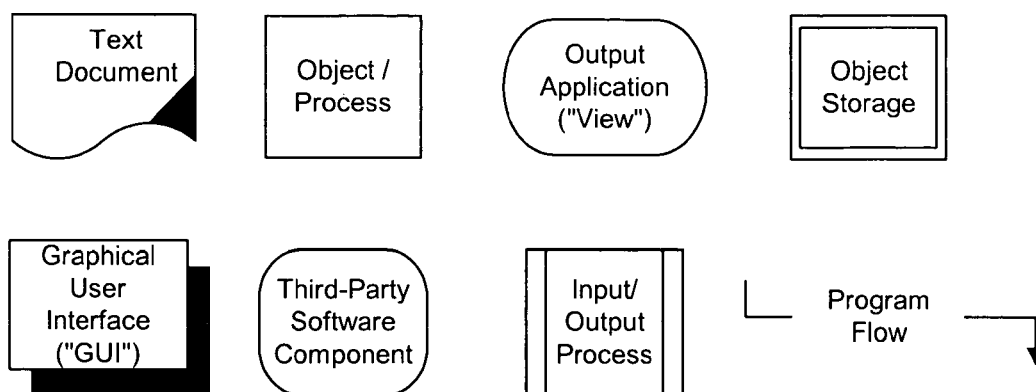 Text
Document
Object /
Process
Output
Application
("View")
Object
Storage
Graphical
User
Interface
("GUI")
Third-Party
Software
Component
Input/
Output
Process
Program
Flow